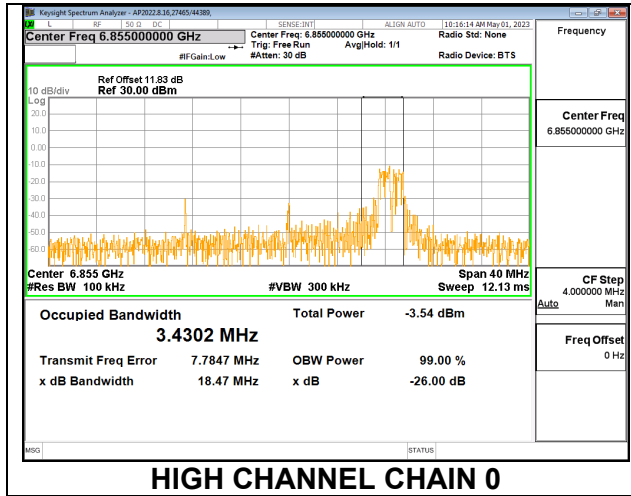 Keysight Spectrum Analyzer - AP2022.8.16,27465/44389,
L RF 50 Ω DC SENSE:INT ALIGN AUTO 10:16:14 AM May 01, 2023
Center Freq 6.855000000 GHz
Center Freq: 6.855000000 GHz
Radio Std: None
Trig: Free Run Avg|Hold: 1/1
#IFGain:Low
#Atten: 30 dB
Radio Device: BTS
Frequency
Ref Offset 11.83 dB
10 dB/div Ref 30.00 dBm
Log
20.0
10.0
0.00
-10.0
-20.0
-30.0
-40.0
-50.0
-60.0
Center Freq
6.855000000 GHz
Center 6.855 GHz Span 40 MHz
#Res BW 100 kHz #VBW 300 kHz Sweep 12.13 ms
CF Step
4.000000 MHz
Auto Man
Occupied Bandwidth Total Power -3.54 dBm
3.4302 MHz
Transmit Freq Error 7.7847 MHz OBW Power 99.00 %
x dB Bandwidth 18.47 MHz x dB -26.00 dB
Freq Offset
0 Hz
MSG STATUS
HIGH CHANNEL CHAIN 0